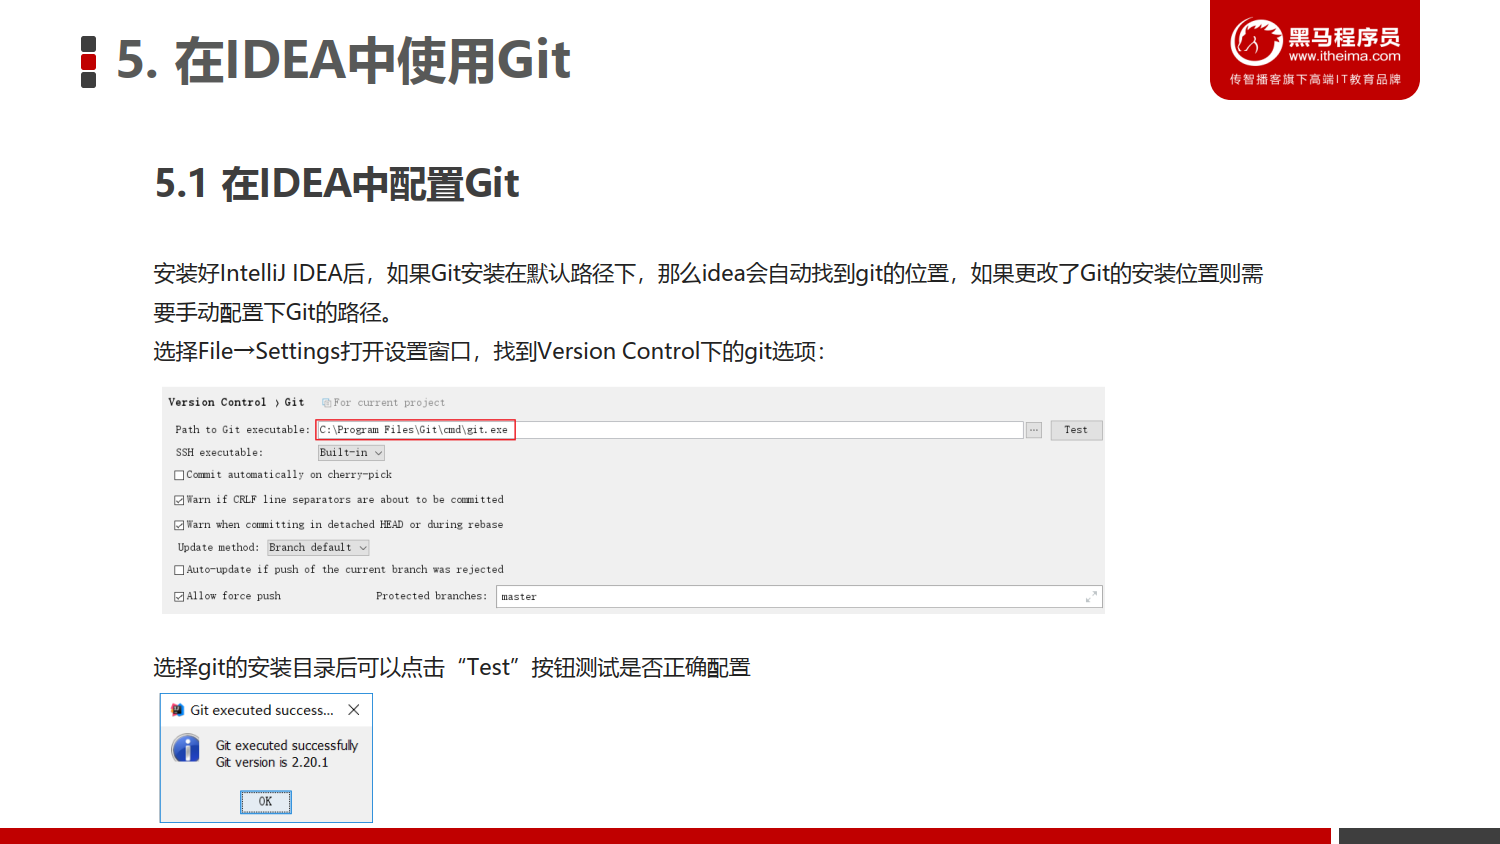 5. 在IDEA中使用Git
黑马程序员
www.itheima.com
传智播客旗下高端IT教育品牌
5.1 在IDEA中配置Git
安装好IntelliJ IDEA后，如果Git安装在默认路径下，那么idea会自动找到git的位置，如果更改了Git的安装位置则需
要手动配置下Git的路径。
选择File→Settings打开设置窗口，找到Version Control下的git选项：
Version Control › Git For current project
Path to Git executable: C:\Program Files\Git\cmd\git.exe ... Test
SSH executable: Built-in
Commit automatically on cherry-pick
Warn if CRLF line separators are about to be committed
Warn when committing in detached HEAD or during rebase
Update method: Branch default
Auto-update if push of the current branch was rejected
Allow force push Protected branches: master
选择git的安装目录后可以点击“Test”按钮测试是否正确配置
Git executed success...
Git executed successfully
Git version is 2.20.1
OK